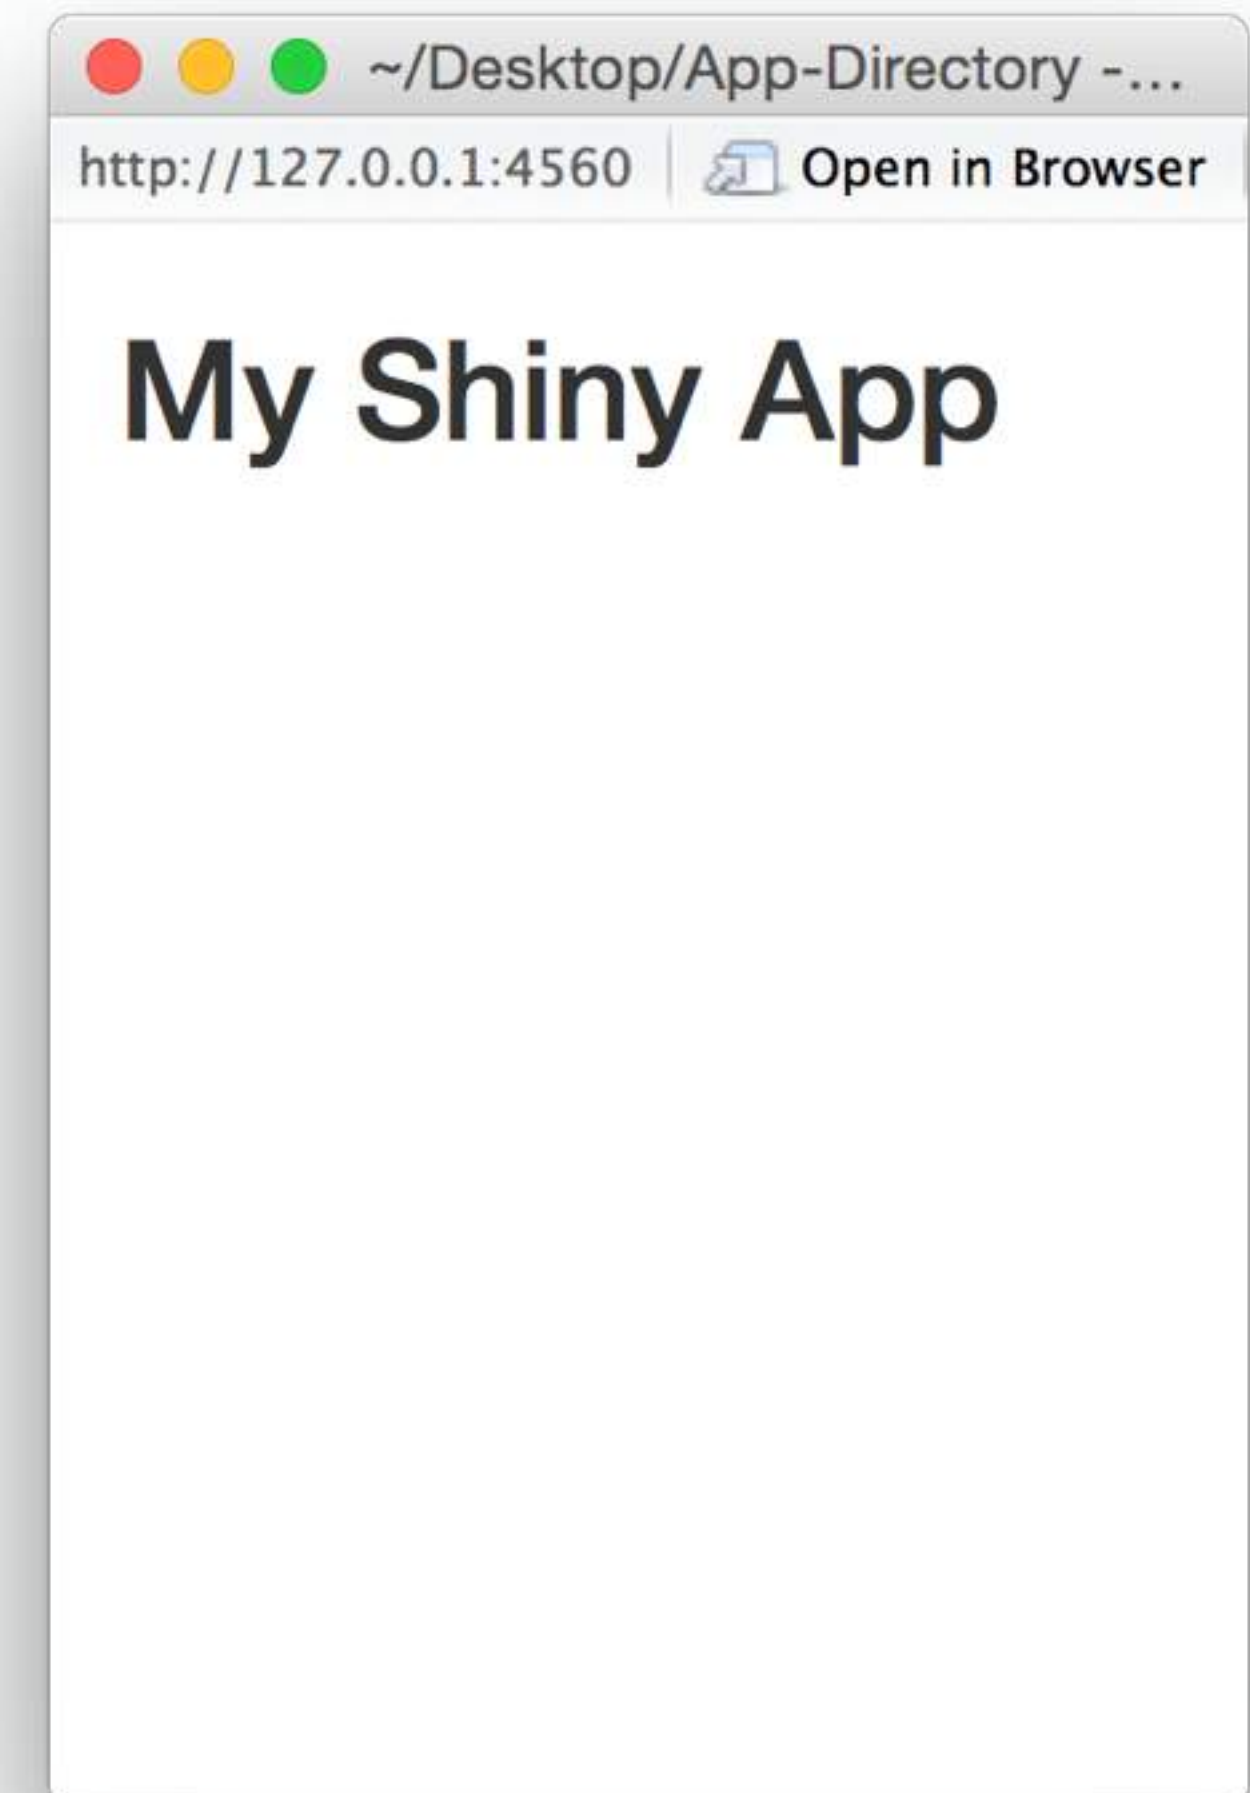 ~/Desktop/App-Directory -...
http://127.0.0.1:4560 Open in Browser
My Shiny App